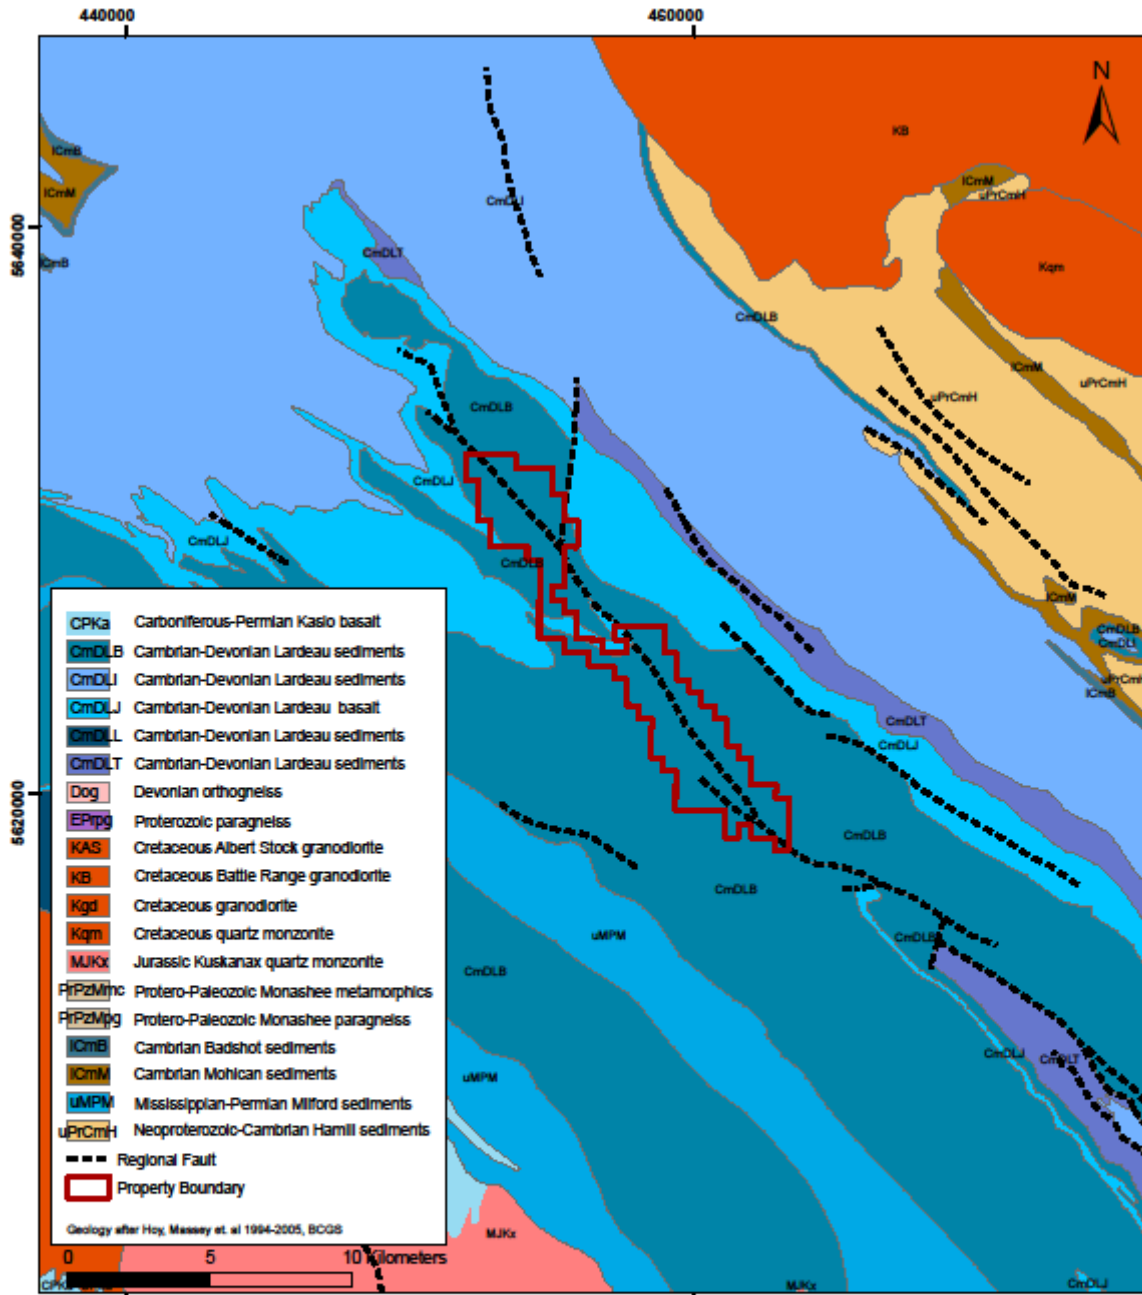 440000
460000
N
KB
lCmB
lCmM
lCmM
uPrCmH
CmDLI
5640000
CmDLT
lCmB
Kqm
CmDLB
lCmM
uPrCmH
uPrCmH
CmDLB
CmDLJ
CmDLJ
CmDLB
lCmM
CmDLB
CmDLI
uPrCmH
lCmB
CmDLT
CmDLJ
5620000
CmDLB
CmDLB
CmDLB
uMPM
CmDLB
CmDLJ
CmDLT
uMPM
MJKx
MJKx
CmDLJ
CPKa Carboniferous-Permian Kaslo basalt
CmDLB Cambrian-Devonian Lardeau sediments
CmDLI Cambrian-Devonian Lardeau sediments
CmDLJ Cambrian-Devonian Lardeau basalt
CmDLL Cambrian-Devonian Lardeau sediments
CmDLT Cambrian-Devonian Lardeau sediments
Dog Devonian orthogneiss
EPrpg Proterozoic paragneiss
KAS Cretaceous Albert Stock granodiorite
KB Cretaceous Battle Range granodiorite
Kgd Cretaceous granodiorite
Kqm Cretaceous quartz monzonite
MJKx Jurassic Kuskanax quartz monzonite
PrPzMmc Protero-Paleozoic Monashee metamorphics
PrPzMpg Protero-Paleozoic Monashee paragneiss
lCmB Cambrian Badshot sediments
lCmM Cambrian Mohican sediments
uMPM Mississippian-Permian Milford sediments
uPrCmH Neoproterozoic-Cambrian Hamill sediments
Regional Fault
Property Boundary
Geology after Hoy, Massey et. al 1994-2005, BCGS
0 5 10 Kilometers